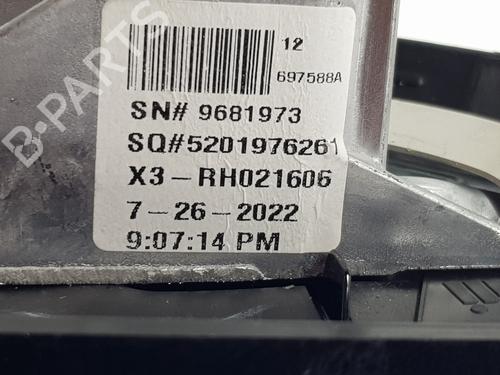 12
697588A
SN# 9681973
SQ#5201976261
X3-RH021606
7-26-2022
9:07:14 PM
B-PARTS